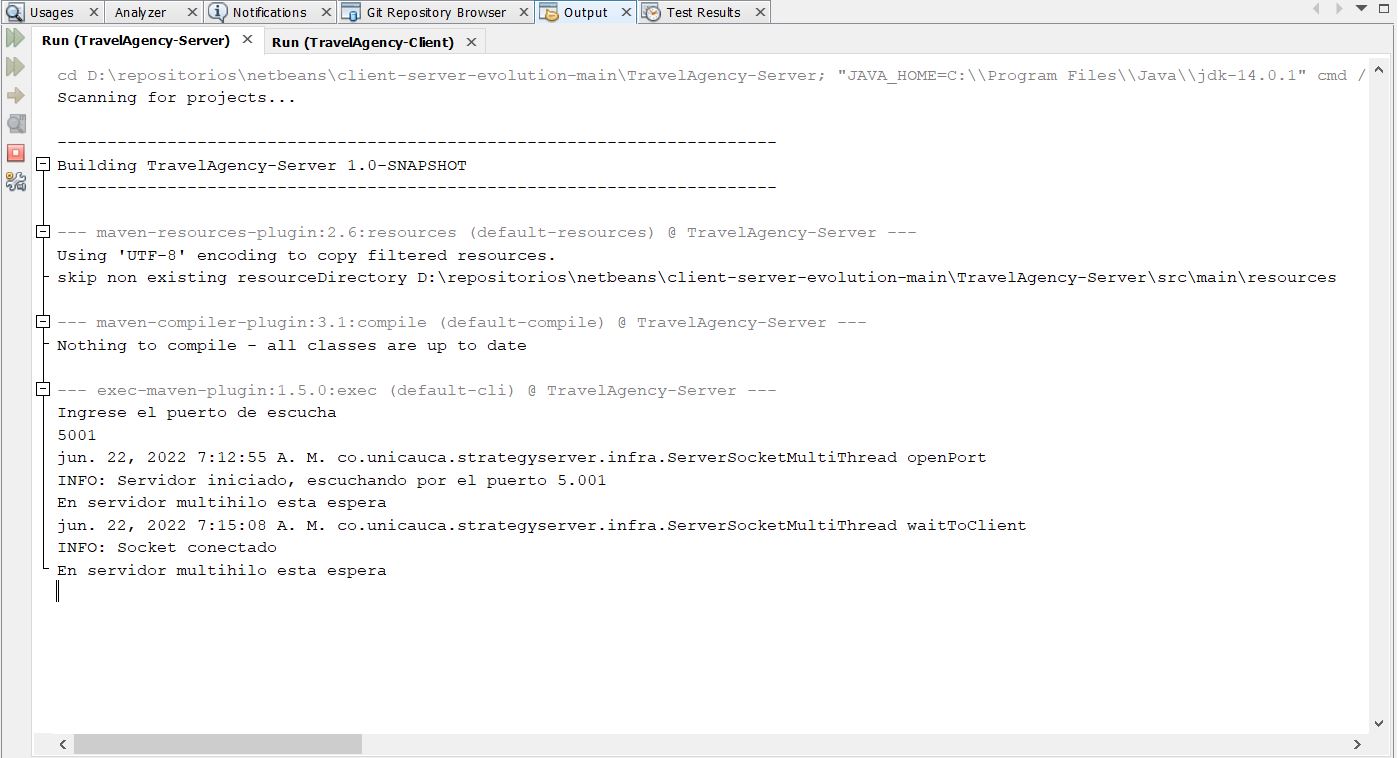 Usages Analyzer Notifications Git Repository Browser Output Test Results
Run (TravelAgency-Server) Run (TravelAgency-Client)
cd D:\repositorios\netbeans\client-server-evolution-main\TravelAgency-Server; "JAVA_HOME=C:\\Program Files\\Java\\jdk-14.0.1" cmd /
Scanning for projects...
------------------------------------------------------------------------
Building TravelAgency-Server 1.0-SNAPSHOT
------------------------------------------------------------------------
--- maven-resources-plugin:2.6:resources (default-resources) @ TravelAgency-Server ---
Using 'UTF-8' encoding to copy filtered resources.
skip non existing resourceDirectory D:\repositorios\netbeans\client-server-evolution-main\TravelAgency-Server\src\main\resources
--- maven-compiler-plugin:3.1:compile (default-compile) @ TravelAgency-Server ---
Nothing to compile - all classes are up to date
--- exec-maven-plugin:1.5.0:exec (default-cli) @ TravelAgency-Server ---
Ingrese el puerto de escucha
5001
jun. 22, 2022 7:12:55 A. M. co.unicauca.strategyserver.infra.ServerSocketMultiThread openPort
INFO: Servidor iniciado, escuchando por el puerto 5.001
En servidor multihilo esta espera
jun. 22, 2022 7:15:08 A. M. co.unicauca.strategyserver.infra.ServerSocketMultiThread waitToClient
INFO: Socket conectado
En servidor multihilo esta espera